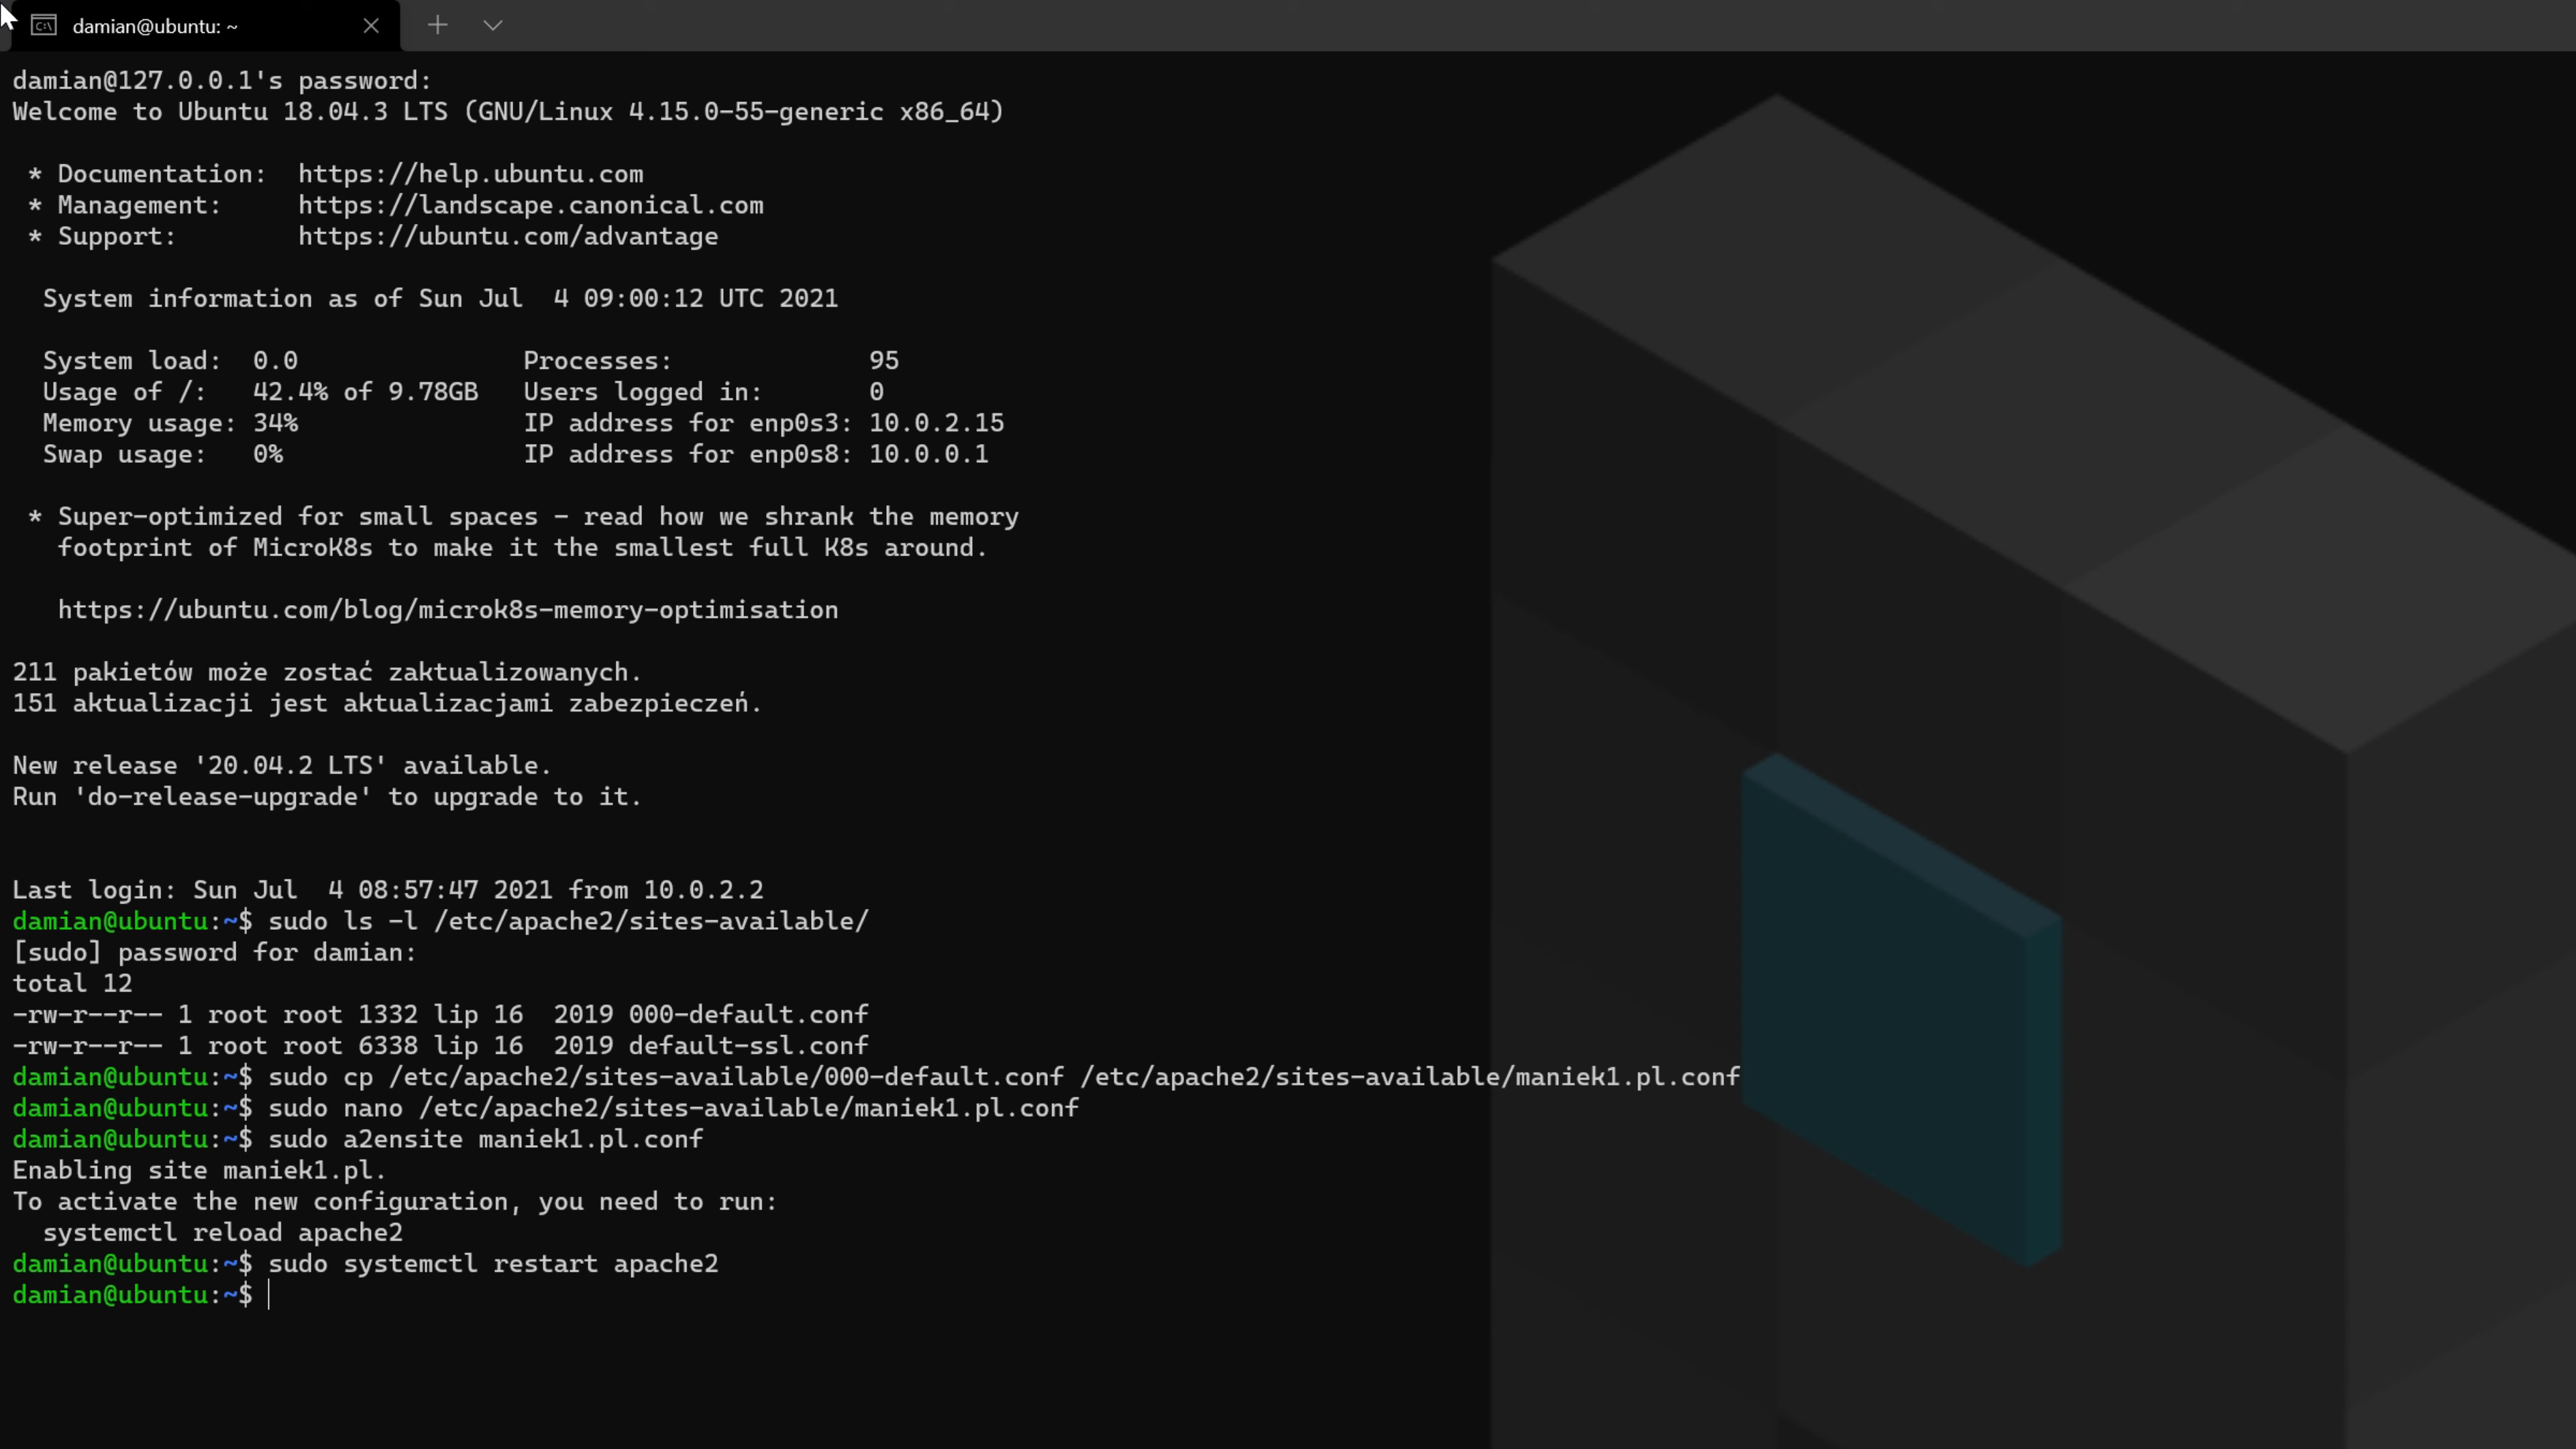 damian@ubuntu: ~
damian@127.0.0.1's password:
Welcome to Ubuntu 18.04.3 LTS (GNU/Linux 4.15.0-55-generic x86_64)
* Documentation:  https://help.ubuntu.com
* Management:     https://landscape.canonical.com
* Support:        https://ubuntu.com/advantage
System information as of Sun Jul  4 09:00:12 UTC 2021
System load:  0.0               Processes:             95
Usage of /:   42.4% of 9.78GB   Users logged in:       0
Memory usage: 34%               IP address for enp0s3: 10.0.2.15
Swap usage:   0%                IP address for enp0s8: 10.0.0.1
* Super-optimized for small spaces - read how we shrank the memory
footprint of MicroK8s to make it the smallest full K8s around.
https://ubuntu.com/blog/microk8s-memory-optimisation
211 pakietów może zostać zaktualizowanych.
151 aktualizacji jest aktualizacjami zabezpieczeń.
New release '20.04.2 LTS' available.
Run 'do-release-upgrade' to upgrade to it.
Last login: Sun Jul  4 08:57:47 2021 from 10.0.2.2
damian@ubuntu:~$ sudo ls -l /etc/apache2/sites-available/
[sudo] password for damian:
total 12
-rw-r--r-- 1 root root 1332 lip 16  2019 000-default.conf
-rw-r--r-- 1 root root 6338 lip 16  2019 default-ssl.conf
damian@ubuntu:~$ sudo cp /etc/apache2/sites-available/000-default.conf /etc/apache2/sites-available/maniek1.pl.conf
damian@ubuntu:~$ sudo nano /etc/apache2/sites-available/maniek1.pl.conf
damian@ubuntu:~$ sudo a2ensite maniek1.pl.conf
Enabling site maniek1.pl.
To activate the new configuration, you need to run:
systemctl reload apache2
damian@ubuntu:~$ sudo systemctl restart apache2
damian@ubuntu:~$